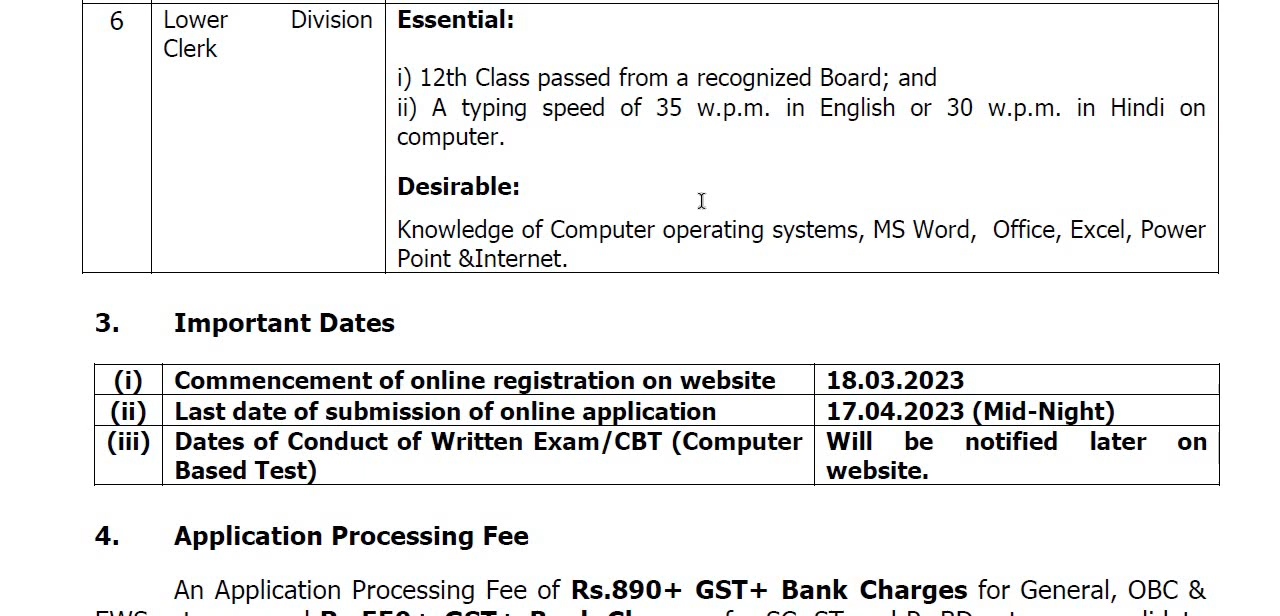 6 Lower Division Essential:
Clerk
i) 12th Class passed from a recognized Board; and
ii) A typing speed of 35 w.p.m. in English or 30 w.p.m. in Hindi on
computer.
Desirable:
Knowledge of Computer operating systems, MS Word, Office, Excel, Power
Point &Internet.
3. Important Dates
(i) Commencement of online registration on website 18.03.2023
(ii) Last date of submission of online application 17.04.2023 (Mid-Night)
(iii) Dates of Conduct of Written Exam/CBT (Computer Will be notified later on
Based Test) website.
4. Application Processing Fee
An Application Processing Fee of Rs.890+ GST+ Bank Charges for General, OBC &